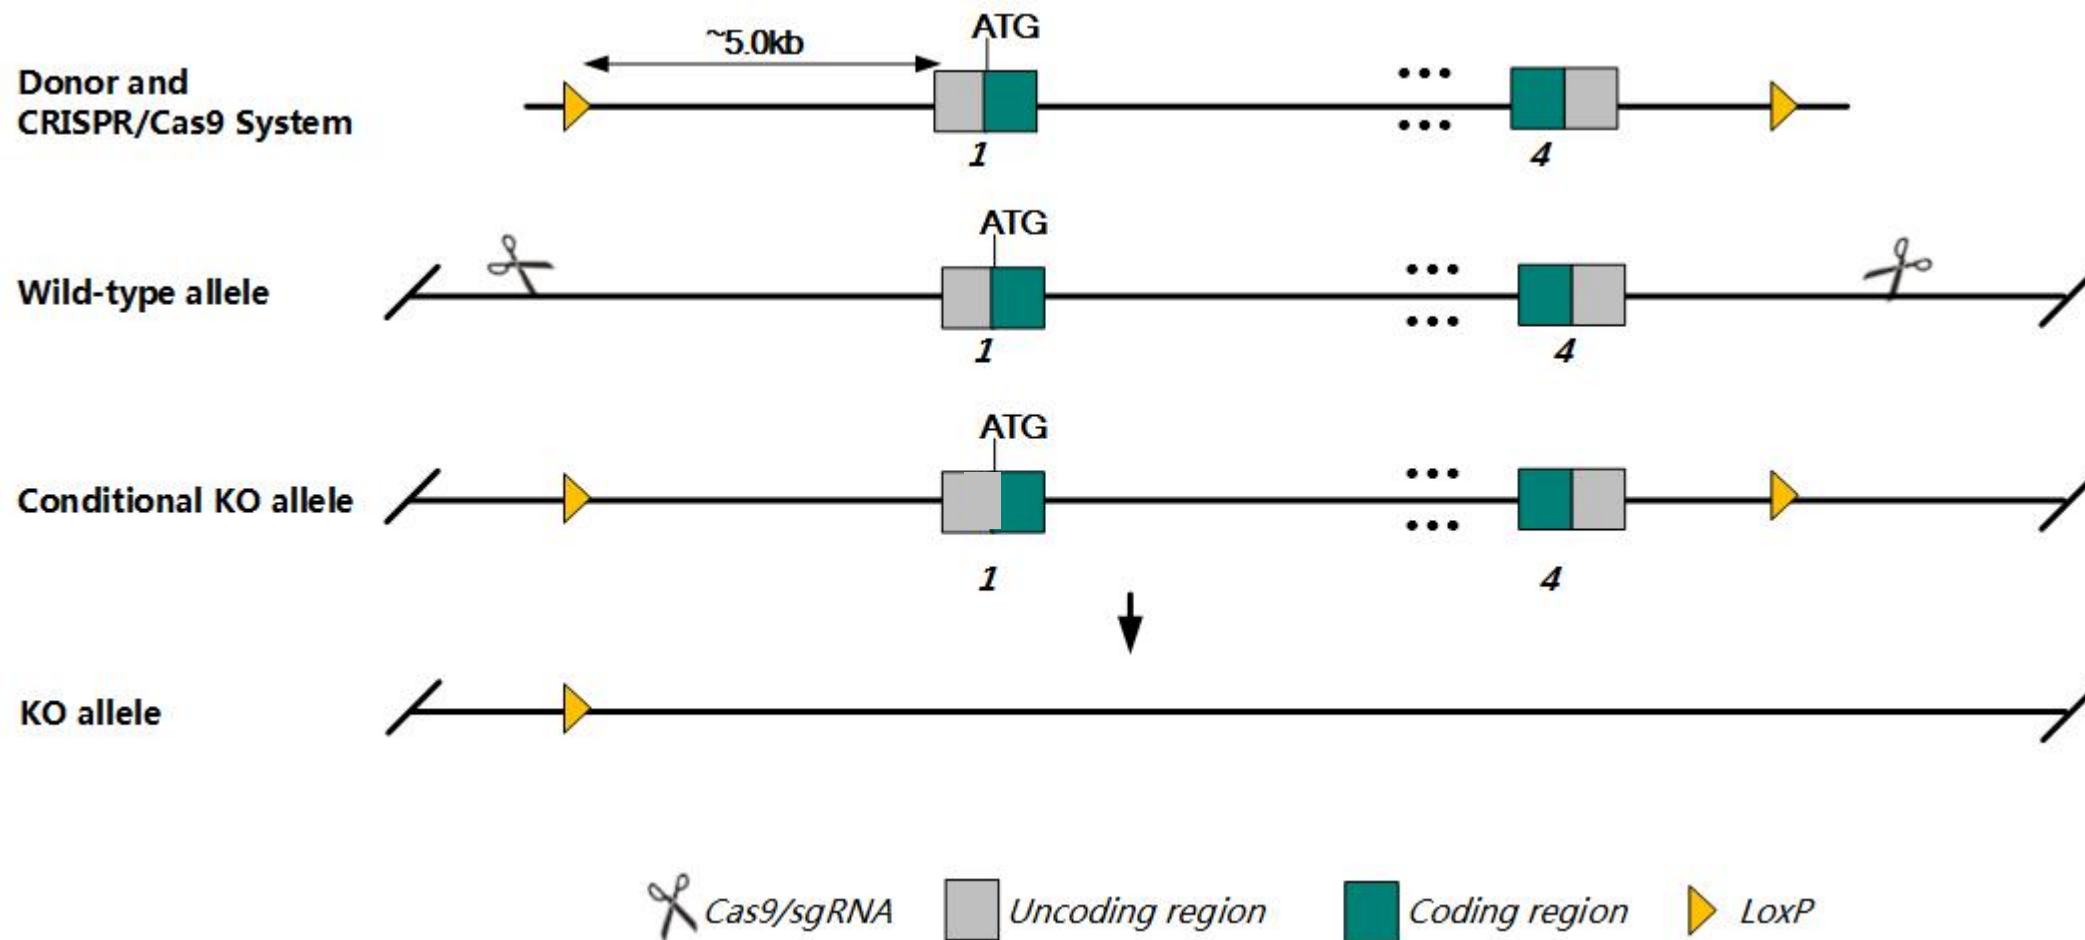 ATG
~5.0kb
Donor and
CRISPR/Cas9 System
1
4
ATG
Wild-type allele
1
4
ATG
Conditional KO allele
1
4
KO allele
Cas9/sgRNA
Uncoding region
Coding region
LoxP